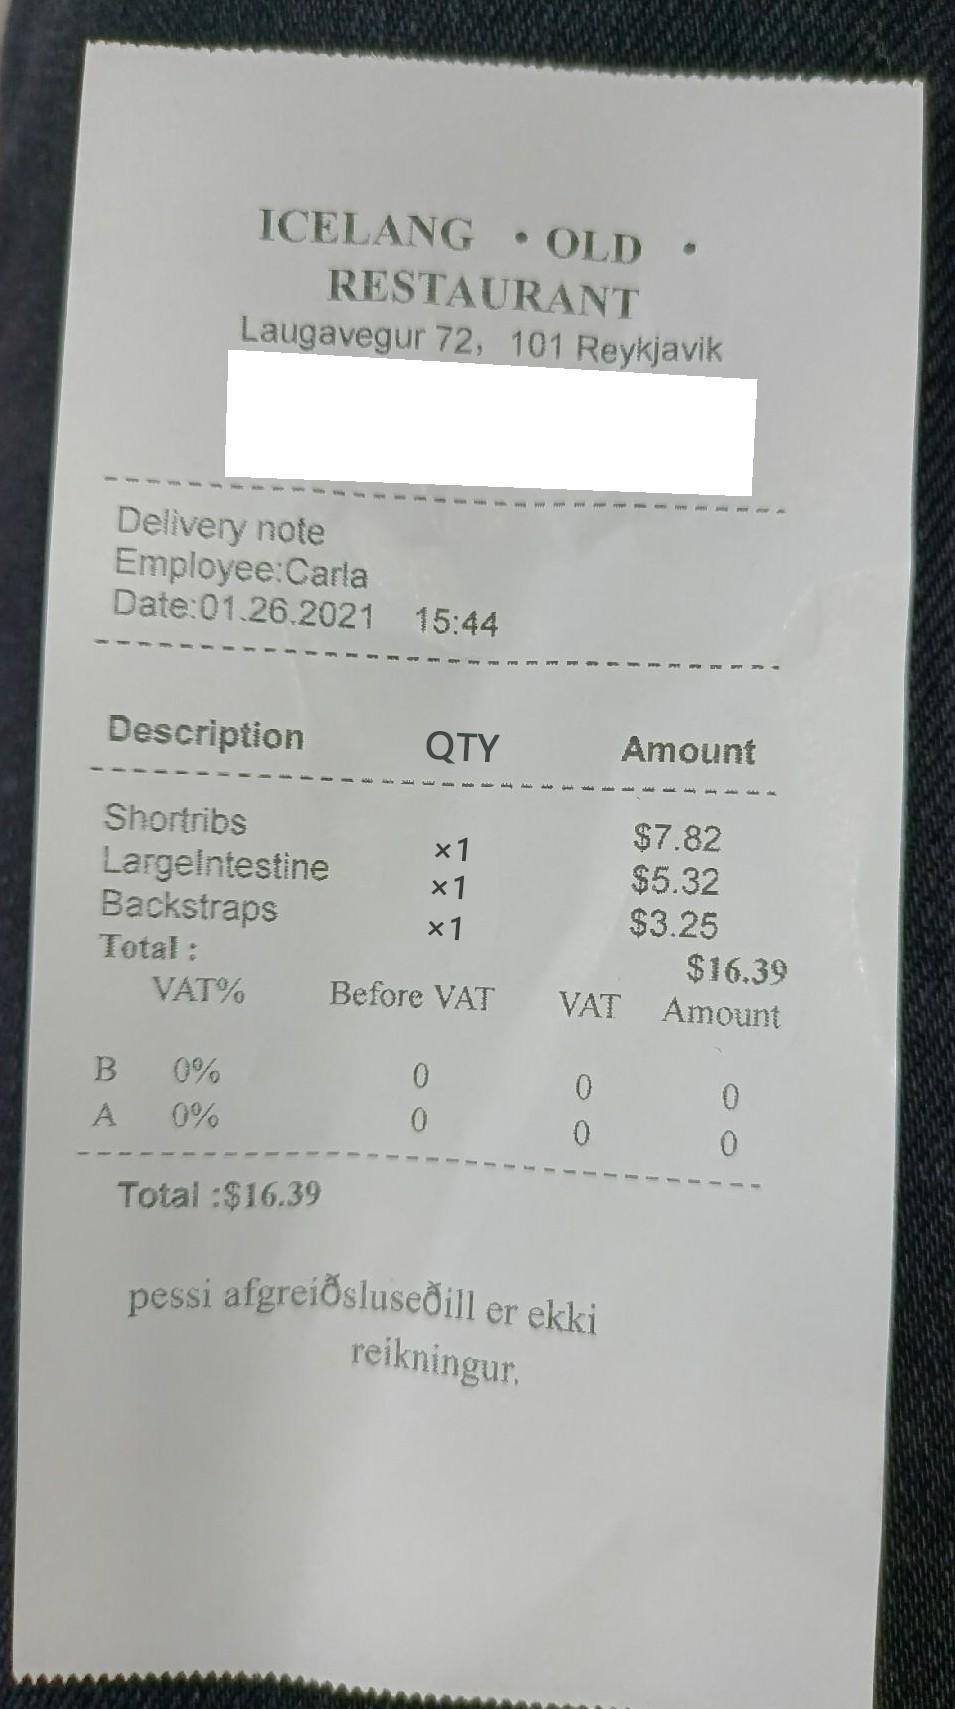 ICELANG • OLD •
RESTAURANT
Laugavegur 72, 101 Reykjavik
Delivery note
Employee:Carla
Date:01.26.2021 15:44
Description QTY Amount
Shortribs ×1 $7.82
LargeIntestine ×1 $5.32
Backstraps ×1 $3.25
Total : $16.39
VAT% Before VAT VAT Amount
B 0% 0 0 0
A 0% 0 0 0
Total :$16.39
pessi afgreiðsluseðill er ekki
reikningur.